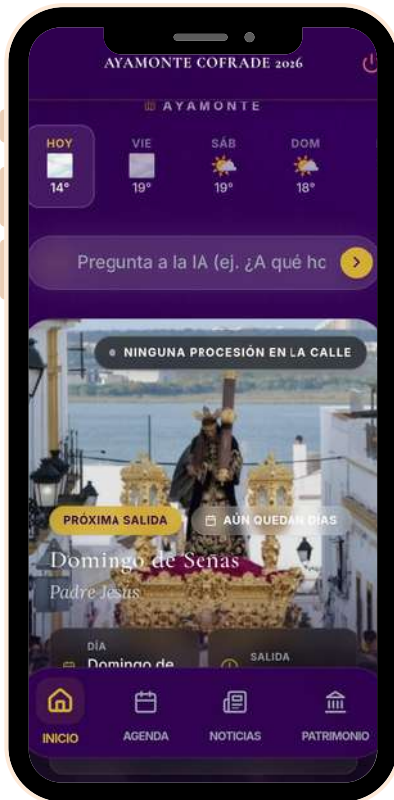 AYAMONTE COFRADE 2026
AYAMONTE
HOY VIE SÁB DOM
14° 19° 19° 18°
Pregunta a la IA (ej. ¿A qué ho
NINGUNA PROCESIÓN EN LA CALLE
PRÓXIMA SALIDA AÚN QUEDAN DÍAS
Domingo de Señas
Padre Jesús
DÍA SALIDA
Domingo de
INICIO AGENDA NOTICIAS PATRIMONIO